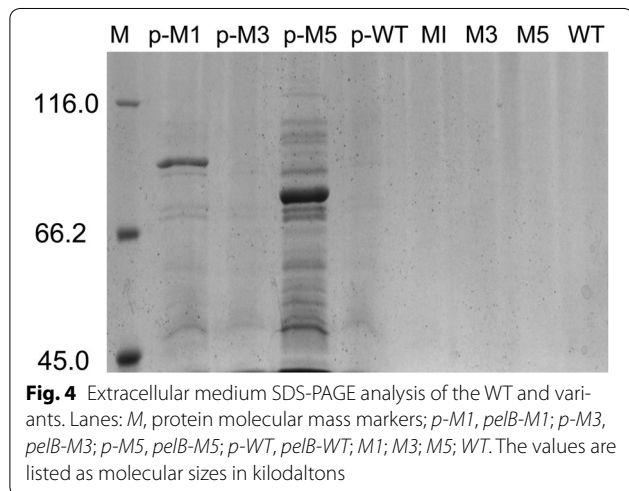 M p-M1 p-M3 p-M5 p-WT MI M3 M5 WT
116.0
66.2
45.0
Fig. 4 Extracellular medium SDS-PAGE analysis of the WT and vari-
ants. Lanes: M, protein molecular mass markers; p-M1, pelB-M1; p-M3,
pelB-M3; p-M5, pelB-M5; p-WT, pelB-WT; M1; M3; M5; WT. The values are
listed as molecular sizes in kilodaltons